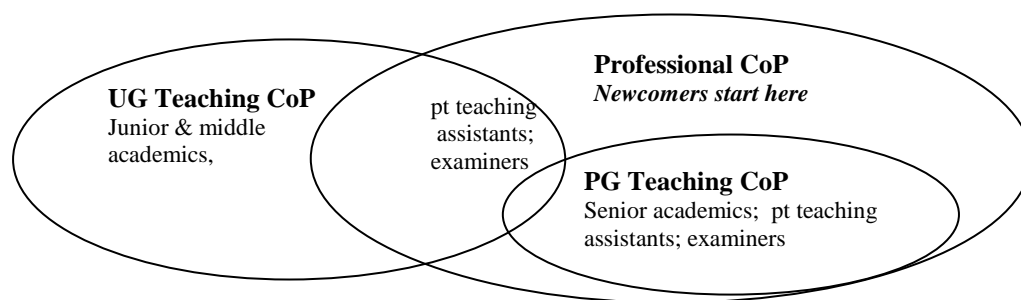 UG Teaching CoP
Junior & middle
academics,
pt teaching
assistants;
examiners
Professional CoP
Newcomers start here
PG Teaching CoP
Senior academics; pt teaching
assistants; examiners